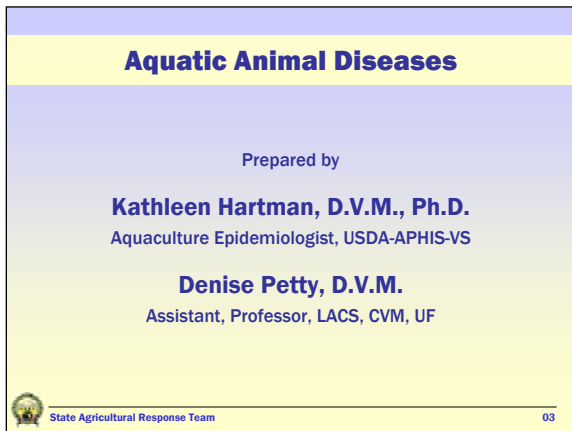 Aquatic Animal Diseases
Prepared by
Kathleen Hartman, D.V.M., Ph.D.
Aquaculture Epidemiologist, USDA-APHIS-VS
Denise Petty, D.V.M.
Assistant, Professor, LACS, CVM, UF
State Agricultural Response Team 03